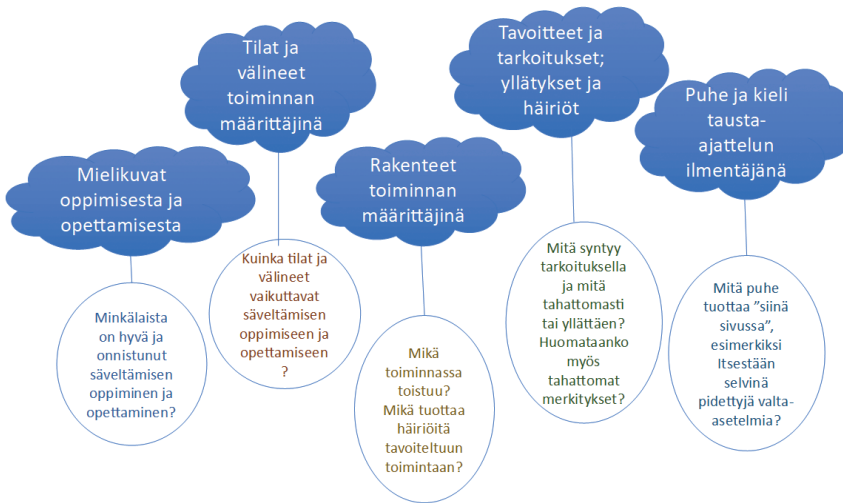 Mielikuvat
oppimisesta ja
opettamisesta
Minkälaista
on hyvä ja
onnistunut
säveltämisen
oppiminen ja
opettaminen?
Tilat ja
välineet
toiminnan
määrittäjinä
Kuinka tilat ja
välineet
vaikuttavat
säveltämisen
oppimiseen ja
opettamiseen
?
Rakenteet
toiminnan
määrittäjinä
Mikä
toiminnassa
toistuu?
Mikä tuottaa
häiriöitä
tavoiteltuun
toimintaan?
Tavoitteet ja
tarkoitukset;
yllätykset ja
häiriöt
Mitä syntyy
tarkoituksella
ja mitä
tahattomasti
tai yllättäen?
Huomataanko
myös
tahattomat
merkitykset?
Puhe ja kieli
tausta-
ajattelun
ilmentäjänä
Mitä puhe
tuottaa ”siinä
sivussa”,
esimerkiksi
Itsestään
selvinä
pidettyjä valta-
asetelmia?